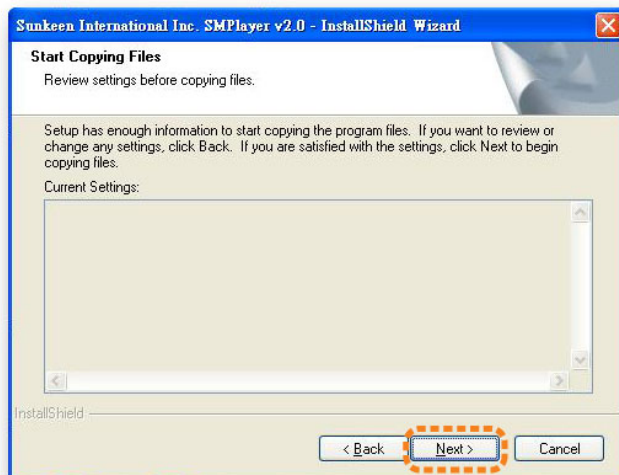 Sunkeen International Inc. SMPlayer v2.0 - InstallShield Wizard
Start Copying Files
Review settings before copying files.
Setup has enough information to start copying the program files. If you want to review or
change any settings, click Back. If you are satisfied with the settings, click Next to begin
copying files.
Current Settings:
InstallShield
< Back
Next >
Cancel